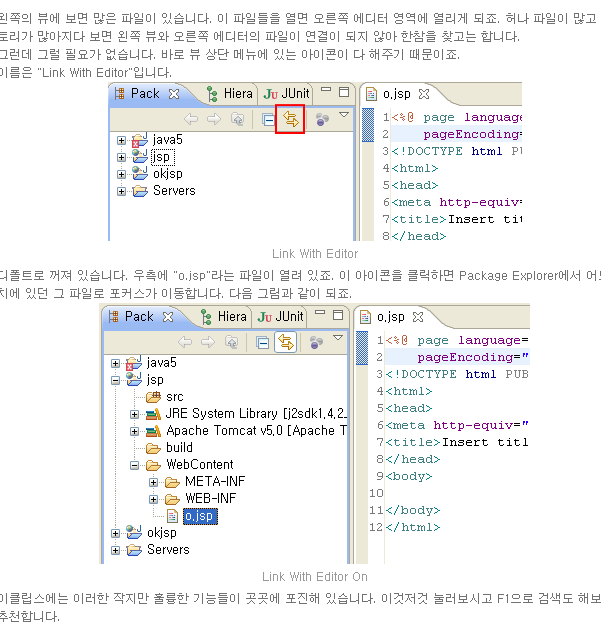 왼쪽의 뷰에 보면 많은 파일이 있습니다. 이 파일들을 열면 오른쪽 에디터 영역에 열리게 되죠. 허나 파일이 많고
토리가 많아지다 보면 왼쪽 뷰와 오른쪽 에디터의 파일이 연결이 되지 않아 한참을 찾고는 합니다.
그런데 그럴 필요가 없습니다. 바로 뷰 상단 메뉴에 있는 아이콘이 다 해주기 때문이죠.
이름은 "Link With Editor"입니다.
Pack Hiera JUnit o.jsp
1 <%@ page language=
2 pageEncoding=
3 <!DOCTYPE html PU
4 <html>
5 <head>
6 <meta http-equiv=
7 <title>Insert tit
8 </head>
java5
jsp
okjsp
Servers
Link With Editor
디폴트로 꺼져 있습니다. 우측에 "o.jsp"라는 파일이 열려 있죠. 이 아이콘을 클릭하면 Package Explorer에서
치에 있던 그 파일로 포커스가 이동합니다. 다음 그림과 같이 되죠.
Pack Hiera JUnit o.jsp
java5
jsp
src
JRE System Library [j2sdk1.4.2_
Apache Tomcat v5.0 [Apache T
build
WebContent
META-INF
WEB-INF
o.jsp
okjsp
Servers
1 <%@ page language=
2 pageEncoding="
3 <!DOCTYPE html PUB
4 <html>
5 <head>
6 <meta http-equiv="
7 <title>Insert titl
8 </head>
9 <body>
10
11 </body>
12 </html>
Link With Editor On
이클립스에는 이러한 작지만 훌륭한 기능들이 곳곳에 포진해 있습니다. 이것저것 눌러보시고 F1으로 검색도 해보
추천합니다.